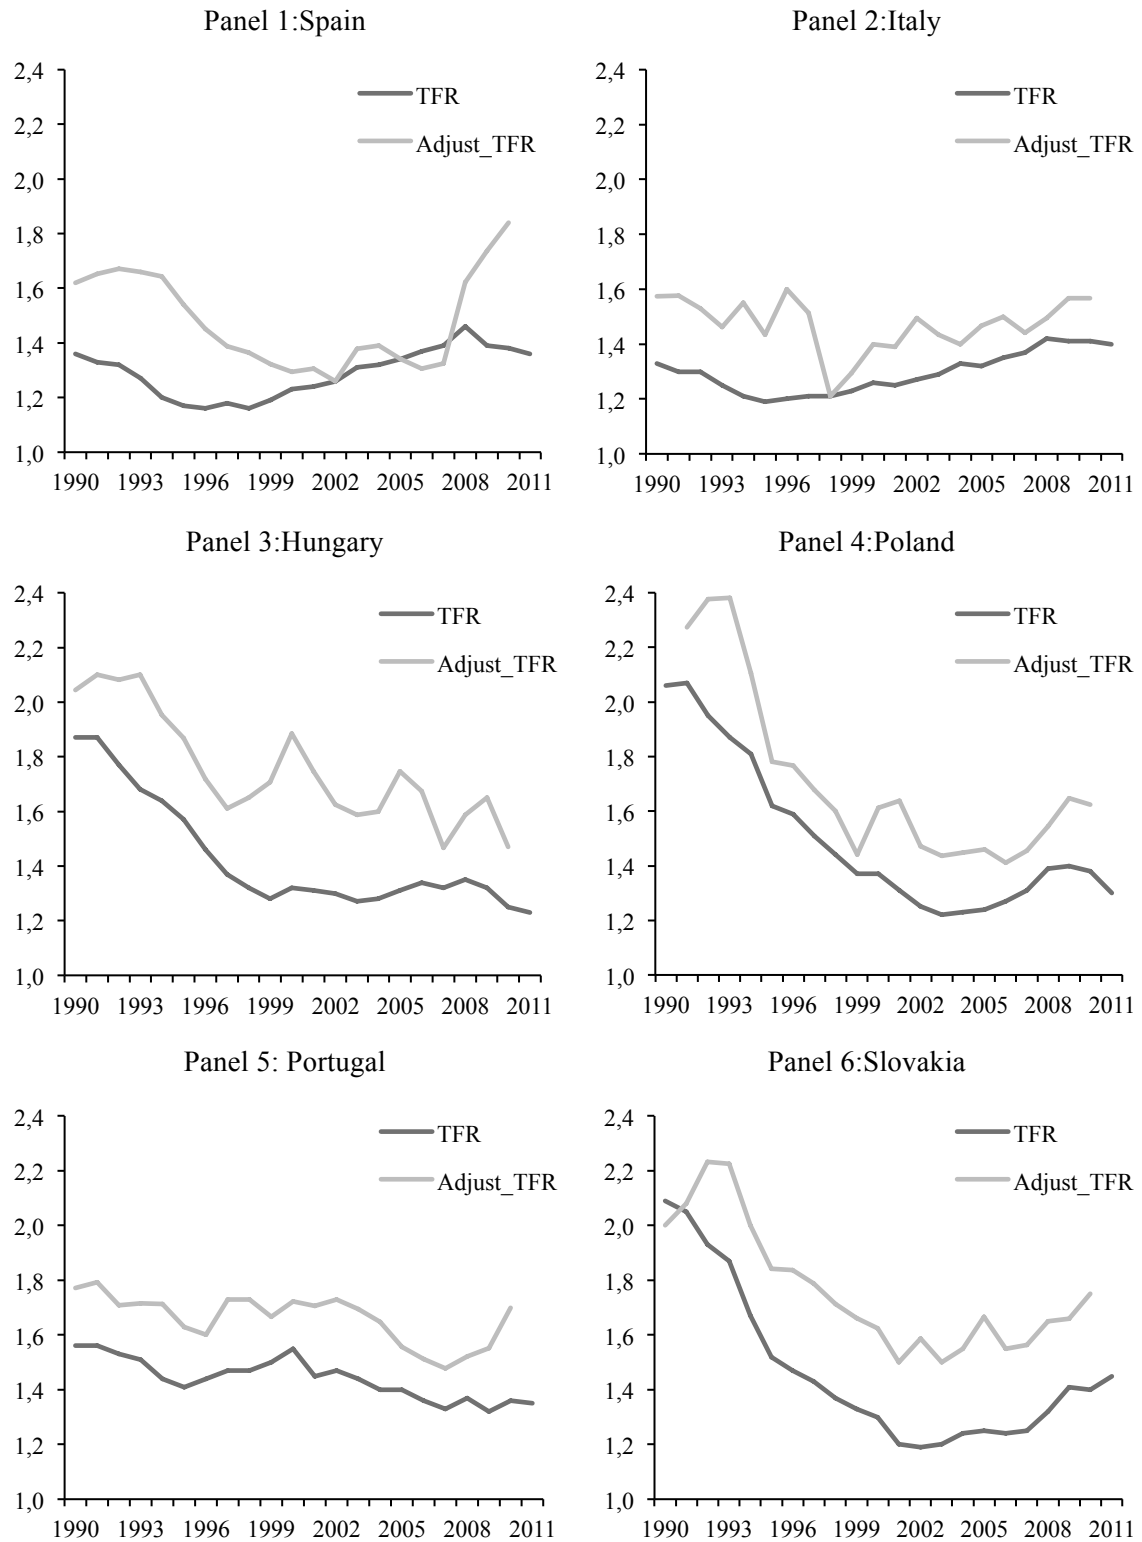 Panel 1:Spain
2,4
2,2
2,0
1,8
1,6
1,4
1,2
1,0
TFR
Adjust_TFR
1990 1993 1996 1999 2002 2005 2008 2011
Panel 2:Italy
2,4
2,2
2,0
1,8
1,6
1,4
1,2
1,0
TFR
Adjust_TFR
1990 1993 1996 1999 2002 2005 2008 2011
Panel 3:Hungary
2,4
2,2
2,0
1,8
1,6
1,4
1,2
1,0
TFR
Adjust_TFR
1990 1993 1996 1999 2002 2005 2008 2011
Panel 4:Poland
2,4
2,2
2,0
1,8
1,6
1,4
1,2
1,0
TFR
Adjust_TFR
1990 1993 1996 1999 2002 2005 2008 2011
Panel 5: Portugal
2,4
2,2
2,0
1,8
1,6
1,4
1,2
1,0
TFR
Adjust_TFR
1990 1993 1996 1999 2002 2005 2008 2011
Panel 6:Slovakia
2,4
2,2
2,0
1,8
1,6
1,4
1,2
1,0
TFR
Adjust_TFR
1990 1993 1996 1999 2002 2005 2008 2011